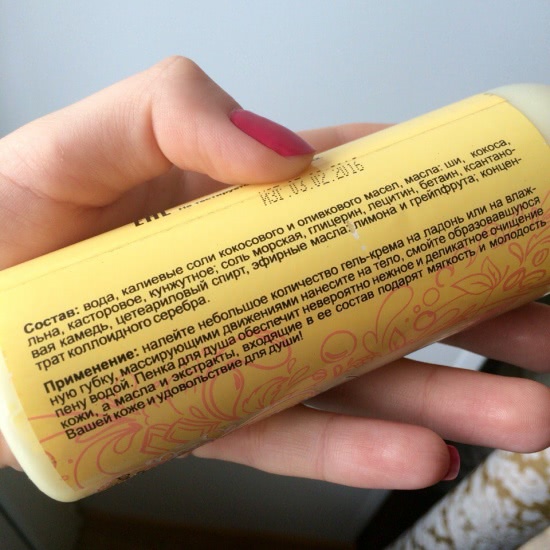 ИЗГ 03.02.2016
Состав: вода, калиевые соли кокосового и оливкового масел, масла: ши, кокоса,
льна, касторовое, кунжутное; соль морская, глицерин, лецитин, бетаин, ксантано-
вая камедь, цетеариловый спирт, эфирные масла: лимона и грейпфрута; концен-
трат коллоидного серебра.
Применение: налейте небольшое количество гель-крема на ладонь или на влаж-
ную губку, массирующими движениями нанесите на тело, смойте образовавшуюся
пену водой. Пенка для душа обеспечит невероятно нежное и деликатное очищение
кожи, а масла и экстракты, входящие в ее состав подарят мягкость и молодость
Вашей коже и удовольствие для души!